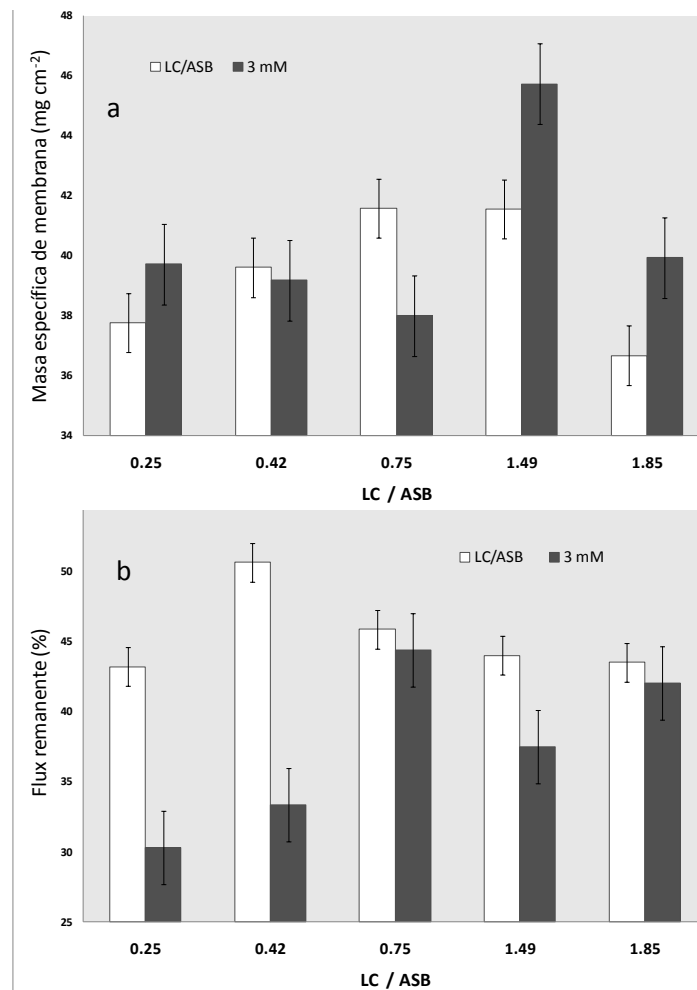 48
46
44
42
40
38
36
34
Masa específica de membrana (mg cm⁻²)
LC/ASB 3 mM
a
0.25 0.42 0.75 1.49 1.85
LC / ASB
50
45
40
35
30
25
Flux remanente (%)
b
LC/ASB 3 mM
0.25 0.42 0.75 1.49 1.85
LC / ASB